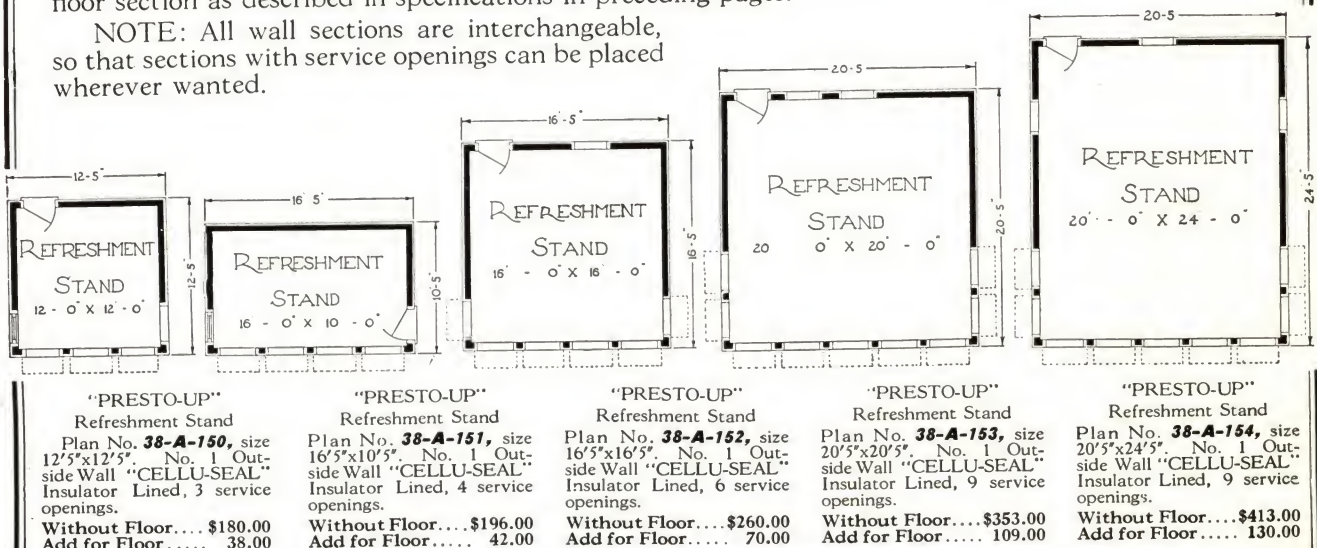 floor section as described in specifications in preceding pages.
NOTE: All wall sections are interchangeable,
so that sections with service openings can be placed
wherever wanted.
12-5"
12-5"
REFRESHMENT
STAND
12 - 0" X 12 - 0"
16 5"
10-5"
REFRESHMENT
STAND
16 - 0" X 10 - 0"
16'-5"
16-5"
REFRESHMENT
STAND
16' - 0" X 16 - 0"
20-5
20-5"
REFRESHMENT
STAND
20 0" X 20' - 0"
20-5
24-5"
REFRESHMENT
STAND
20' - 0" X 24 - 0"
"PRESTO-UP"
Refreshment Stand
Plan No. 38-A-150, size
12'5"x12'5". No. 1 Out-
side Wall "CELLU-SEAL"
Insulator Lined, 3 service
openings.
Without Floor....$180.00
Add for Floor..... 38.00
"PRESTO-UP"
Refreshment Stand
Plan No. 38-A-151, size
16'5"x10'5". No. 1 Out-
side Wall "CELLU-SEAL"
Insulator Lined, 4 service
openings.
Without Floor....$196.00
Add for Floor..... 42.00
"PRESTO-UP"
Refreshment Stand
Plan No. 38-A-152, size
16'5"x16'5". No. 1 Out-
side Wall "CELLU-SEAL"
Insulator Lined, 6 service
openings.
Without Floor....$260.00
Add for Floor..... 70.00
"PRESTO-UP"
Refreshment Stand
Plan No. 38-A-153, size
20'5"x20'5". No. 1 Out-
side Wall "CELLU-SEAL"
Insulator Lined, 9 service
openings.
Without Floor....$353.00
Add for Floor..... 109.00
"PRESTO-UP"
Refreshment Stand
Plan No. 38-A-154, size
20'5"x24'5". No. 1 Out-
side Wall "CELLU-SEAL"
Insulator Lined, 9 service
openings.
Without Floor....$413.00
Add for Floor..... 130.00